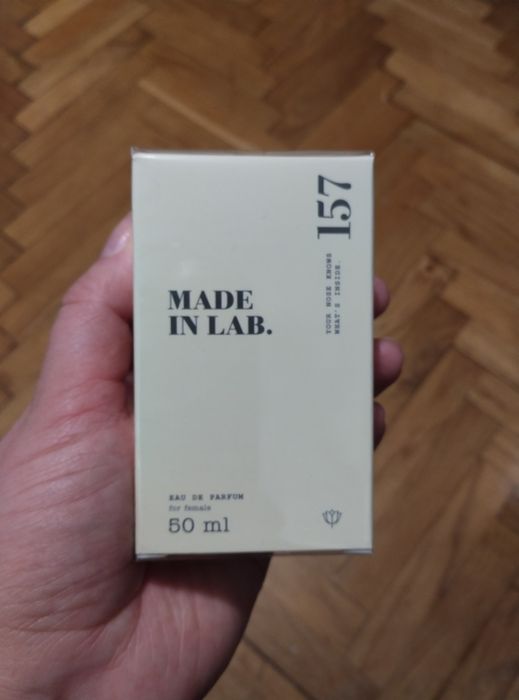 157
YOUR NOSE KNOWS
WHAT'S INSIDE.
MADE
IN LAB.
EAU DE PARFUM
for female
50 ml